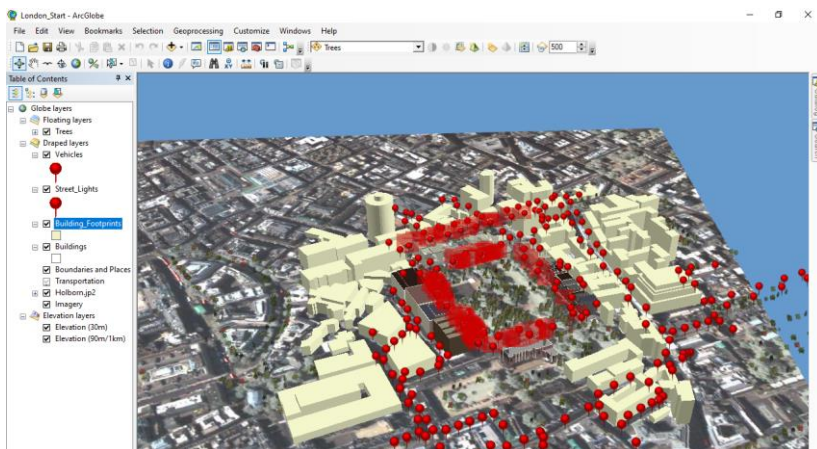 London_Start - ArcGlobe
File Edit View Bookmarks Selection Geoprocessing Customize Windows Help
Trees
500
Table of Contents
Globe layers
Floating layers
Trees
Draped layers
Vehicles
Street_Lights
Building_Footprints
Buildings
Boundaries and Places
Transportation
Holborn.jp2
Imagery
Elevation layers
Elevation (30m)
Elevation (90m/1km)